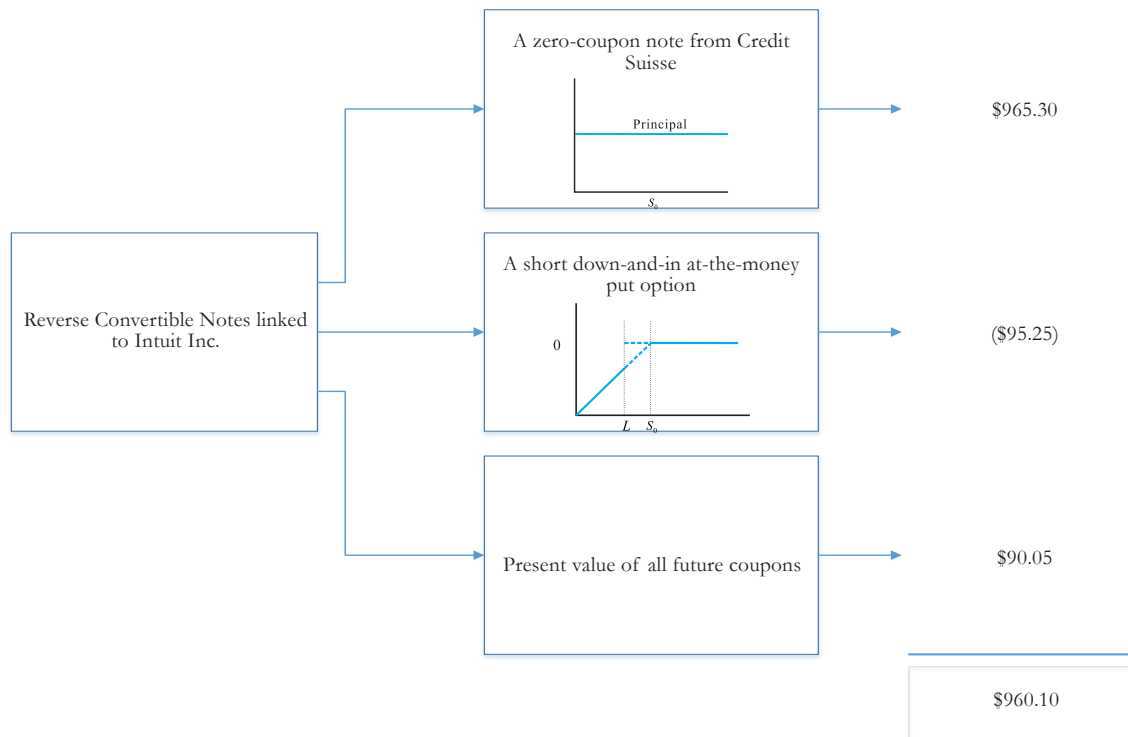 A zero-coupon note from Credit
Suisse
Principal
S₀
$965.30
Reverse Convertible Notes linked
to Intuit Inc.
A short down-and-in at-the-money
put option
0
L S₀
($95.25)
Present value of all future coupons
$90.05
$960.10